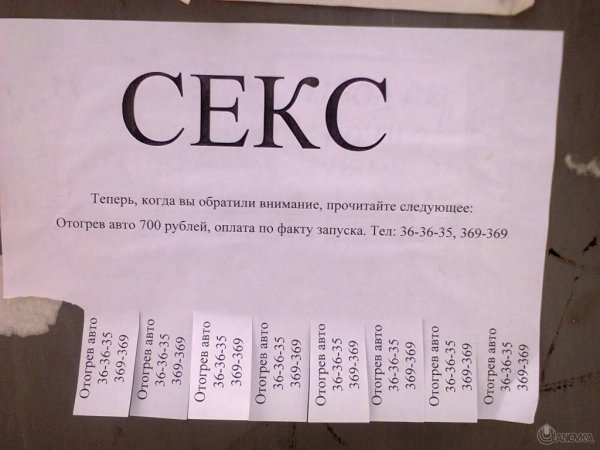 СЕКС
Теперь, когда вы обратили внимание, прочитайте следующее:
Отогрев авто 700 рублей, оплата по факту запуска. Тел: 36-36-35, 369-369
Отогрев авто
36-36-35
369-369
Отогрев авто
36-36-35
369-369
Отогрев авто
36-36-35
369-369
Отогрев авто
36-36-35
369-369
Отогрев авто
36-36-35
369-369
Отогрев авто
36-36-35
369-369
Отогрев авто
36-36-35
369-369
Отогрев авто
36-36-35
369-369